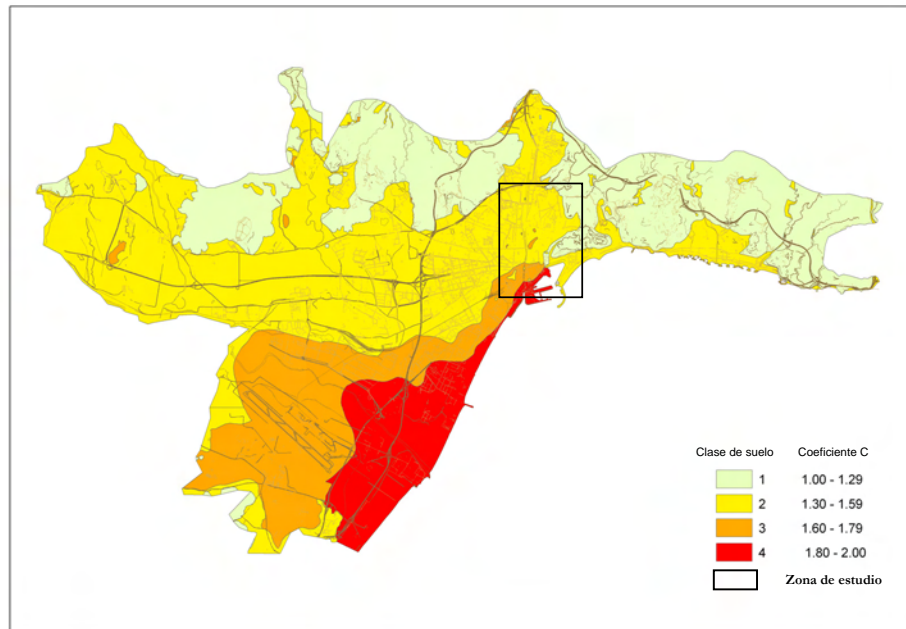 Clase de suelo Coeficiente C
1 1.00 - 1.29
2 1.30 - 1.59
3 1.60 - 1.79
4 1.80 - 2.00
Zona de estudio